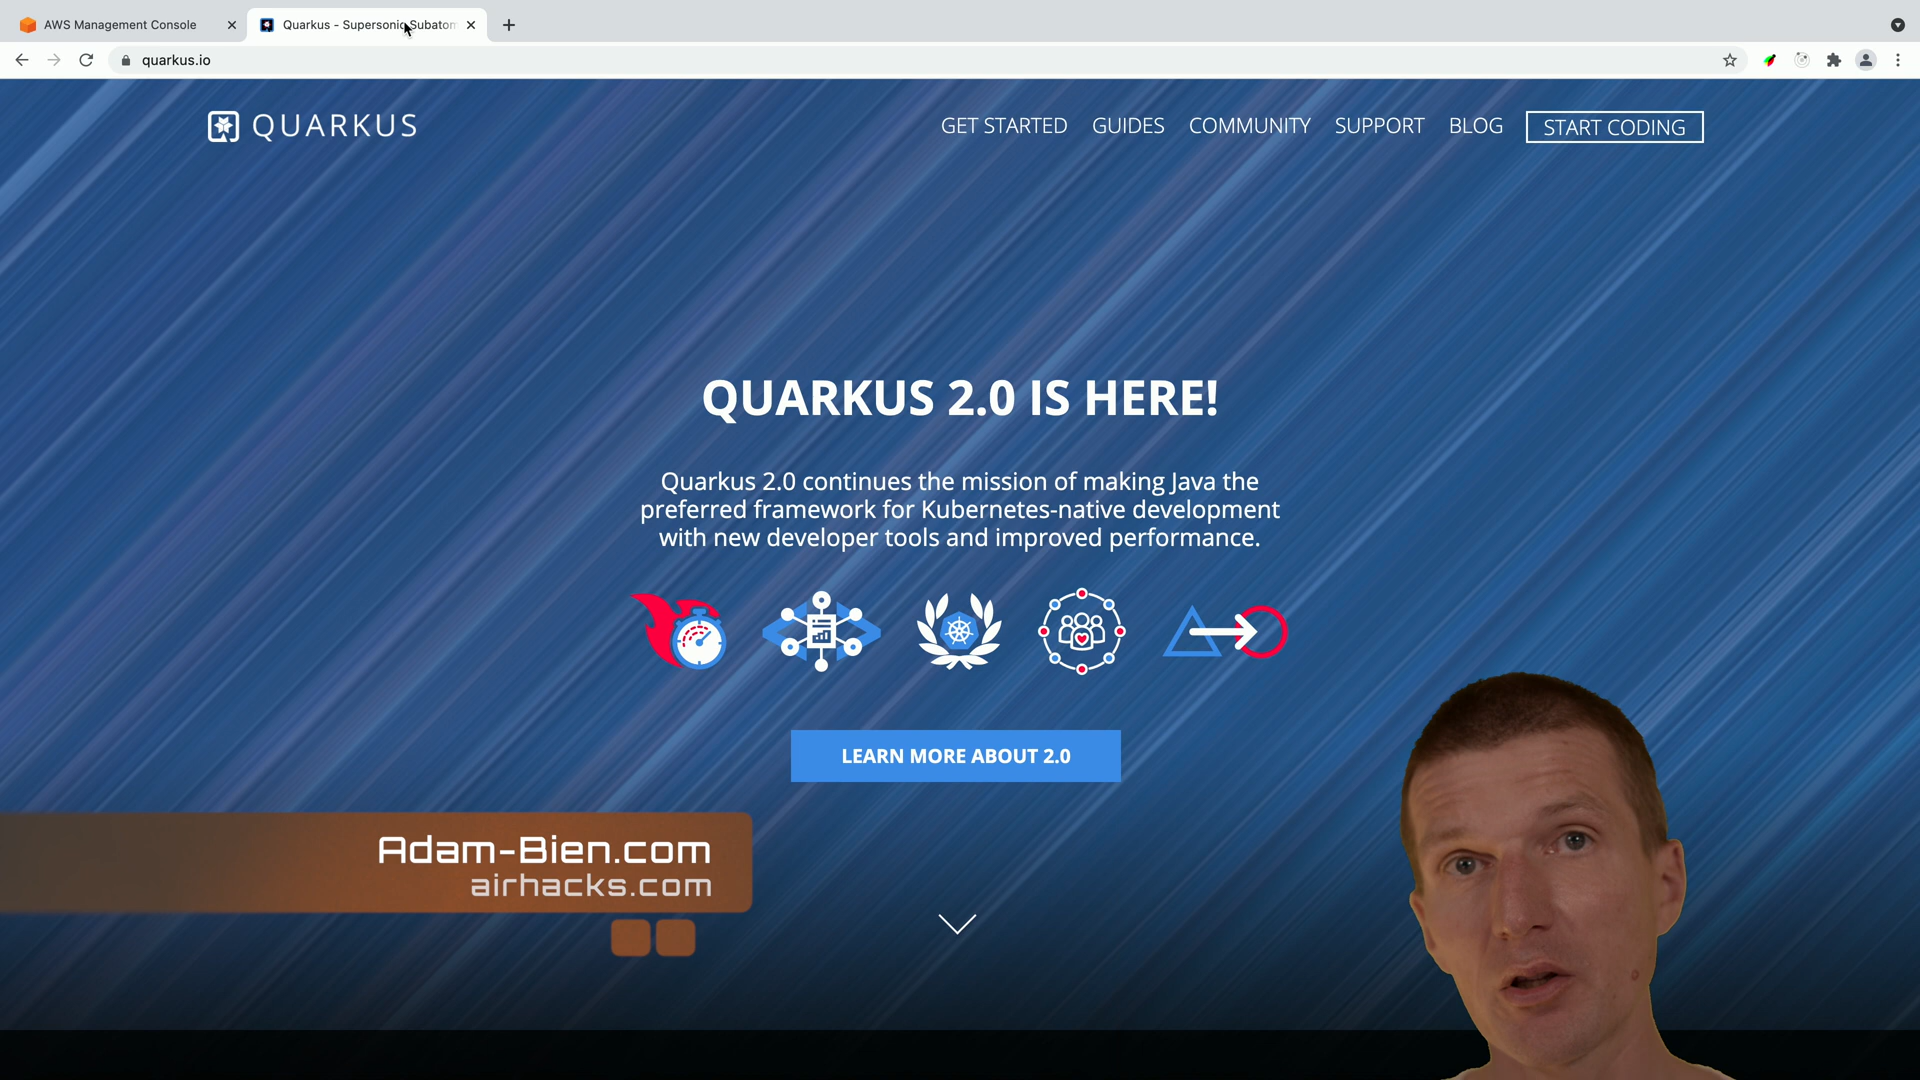 AWS Management Console
Quarkus - Supersonic Subatom
quarkus.io
QUARKUS
GET STARTED
GUIDES
COMMUNITY
SUPPORT
BLOG
START CODING
QUARKUS 2.0 IS HERE!
Quarkus 2.0 continues the mission of making Java the
preferred framework for Kubernetes-native development
with new developer tools and improved performance.
LEARN MORE ABOUT 2.0
Adam-Bien.com
airhacks.com